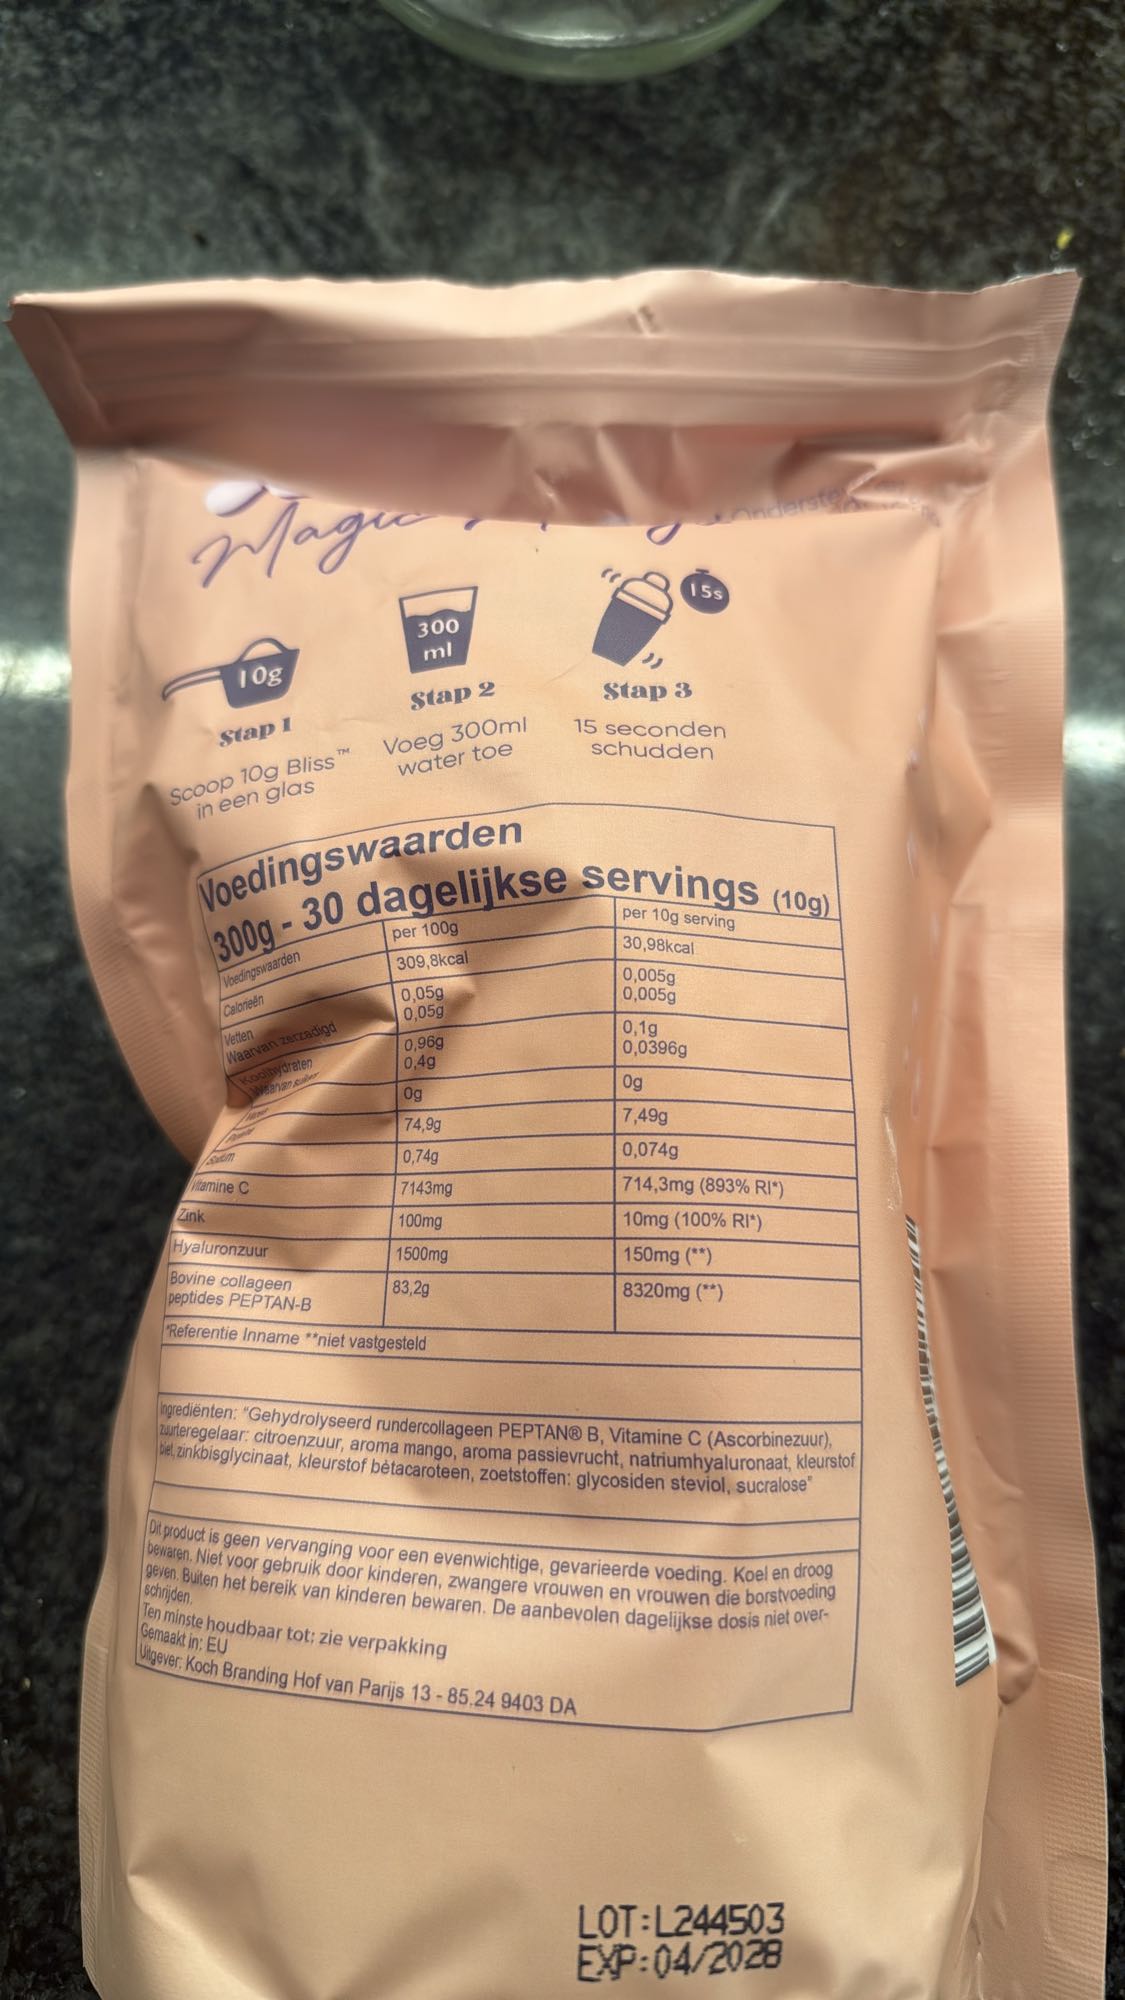 Magic
15s
300
ml
10g
Stap 1
Stap 2
Stap 3
Scoop 10g Bliss™
in een glas
Voeg 300ml
water toe
15 seconden
schudden
Voedingswaarden
300g - 30 dagelijkse servings (10g)
Voedingswaarden per 100g per 10g serving
Calorieën 309,8kcal 30,98kcal
Vetten 0,05g 0,005g
Waarvan zerzadigd 0,05g 0,005g
Koolhydraten 0,96g 0,1g
Waarvan suiker 0,4g 0,0396g
0g 0g
74,9g 7,49g
0,74g 0,074g
Vitamine C 7143mg 714,3mg (893% RI*)
Zink 100mg 10mg (100% RI*)
Hyaluronzuur 1500mg 150mg (**)
Bovine collageen
peptides PEPTAN-B 83,2g 8320mg (**)
*Referentie Inname **niet vastgesteld
Ingrediënten: "Gehydrolyseerd rundercollageen PEPTAN® B, Vitamine C (Ascorbinezuur),
zuurteregelaar: citroenzuur, aroma mango, aroma passievrucht, natriumhyaluronaat, kleurstof
biet, zinkbisglycinaat, kleurstof bètacaroteen, zoetstoffen: glycosiden steviol, sucralose"
Dit product is geen vervanging voor een evenwichtige, gevarieerde voeding. Koel en droog
bewaren. Niet voor gebruik door kinderen, zwangere vrouwen en vrouwen die borstvoeding
geven. Buiten het bereik van kinderen bewaren. De aanbevolen dagelijkse dosis niet over-
schrijden.
Ten minste houdbaar tot: zie verpakking
Gemaakt in: EU
Uitgever: Koch Branding Hof van Parijs 13 - 85.24 9403 DA
LOT:L244503
EXP:04/2028